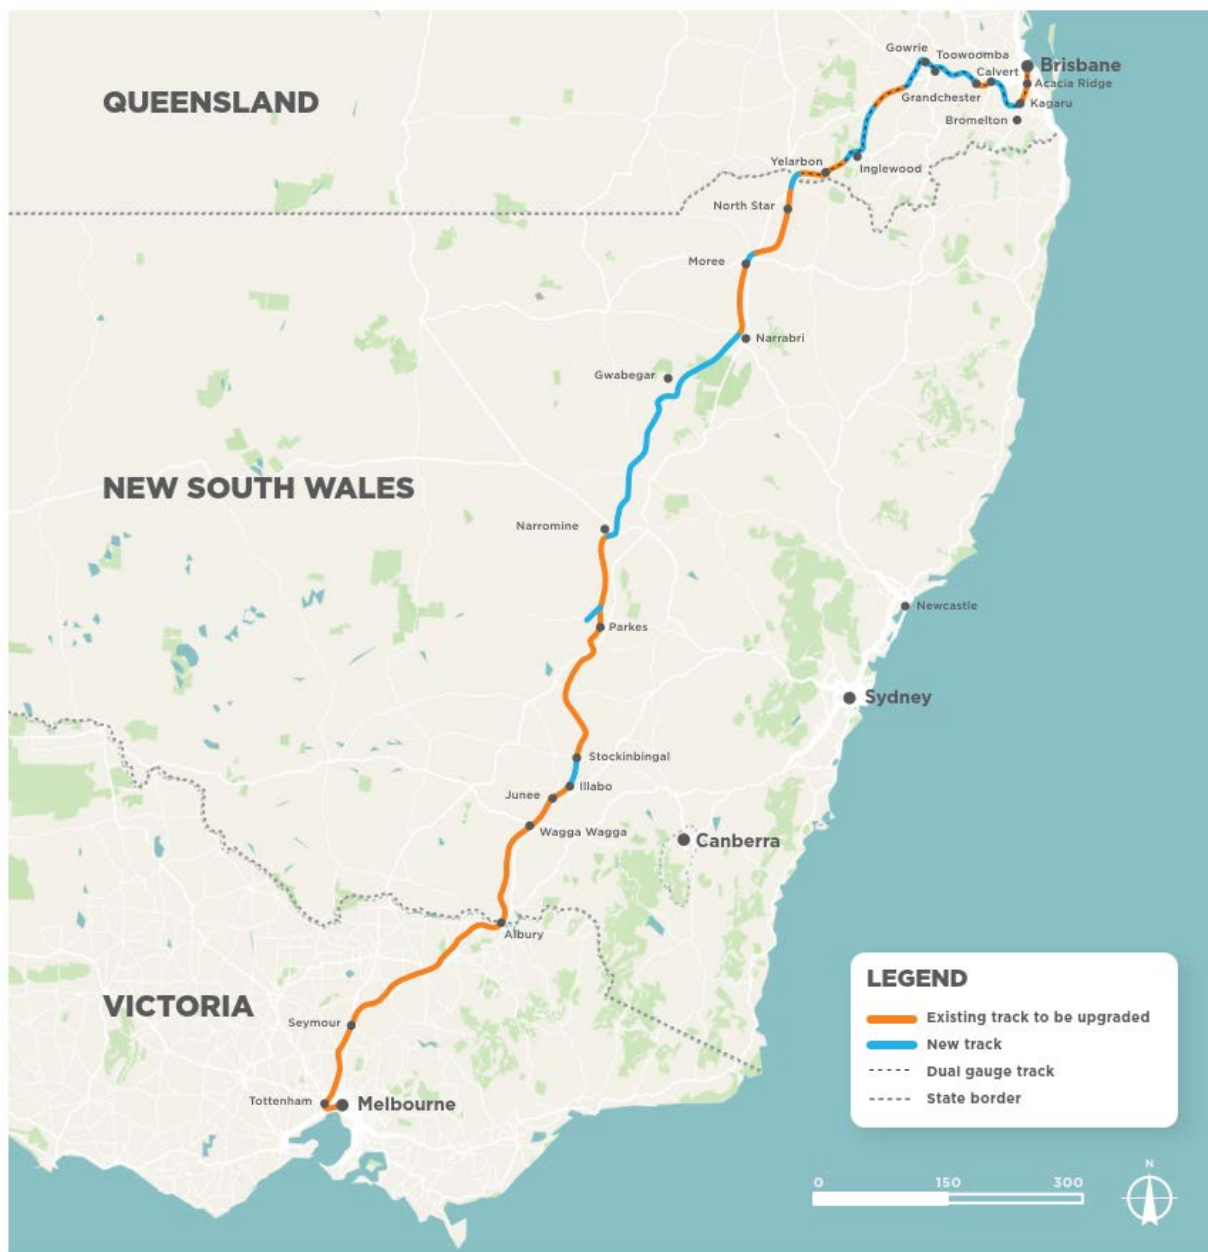 Gowrie
Toowoomba
Brisbane
Calvert
Acacia Ridge
QUEENSLAND
Grandchester
Kagaru
Bromelton
Yelarbon
Inglewood
North Star
Moree
Narrabri
Gwabegar
NEW SOUTH WALES
Narromine
Newcastle
Parkes
Sydney
Stockinbingal
Illabo
Junee
Wagga Wagga
Canberra
Albury
LEGEND
Existing track to be upgraded
New track
Dual gauge track
State border
VICTORIA
Seymour
Tottenham
Melbourne
0 150 300
N